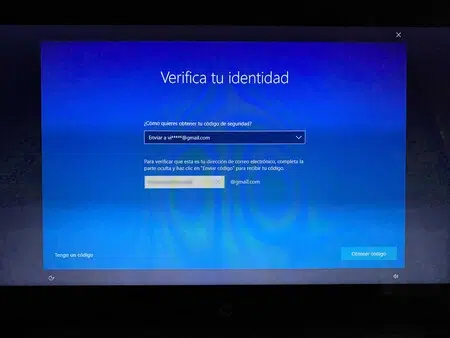 Verifica tu identidad
¿Cómo quieres obtener tu código de seguridad?
Enviar a ul*****@gmail.com
Para verificar que esta es tu dirección de correo electrónico, completa la
parte oculta y haz clic en "Enviar código" para recibir tu código.
@gmail.com
Tengo un código
Obtener código